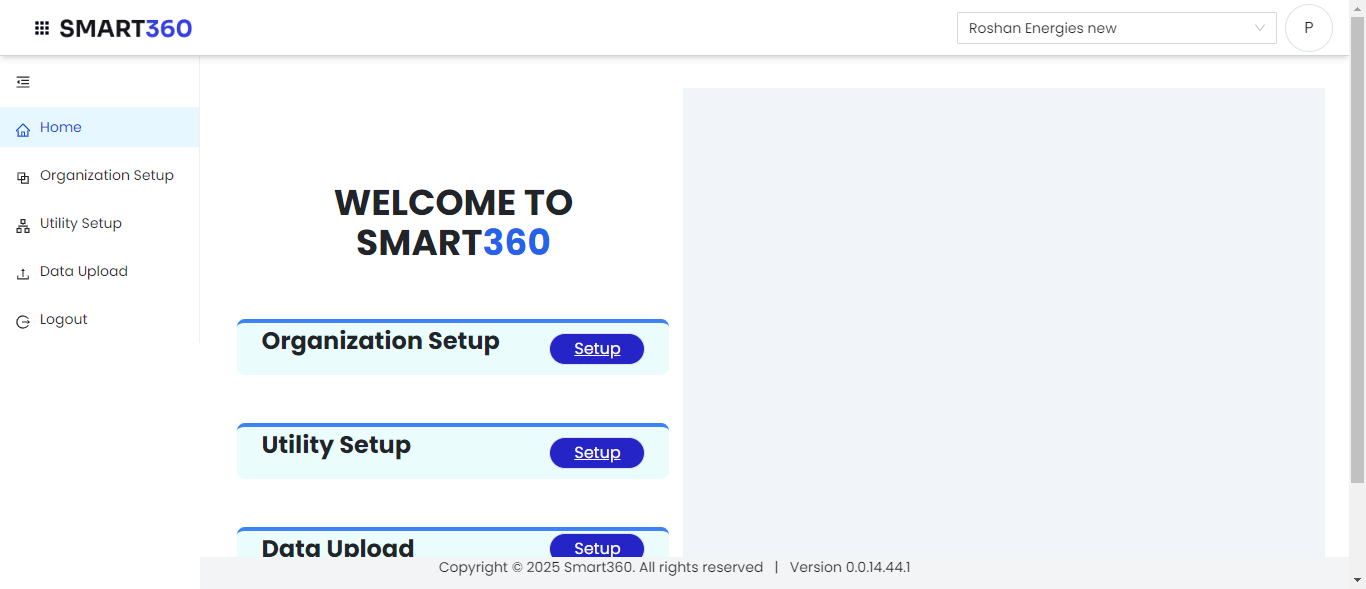 SMART360
Roshan Energies new
P
Home
Organization Setup
Utility Setup
Data Upload
Logout
WELCOME TO
SMART360
Organization Setup
Setup
Utility Setup
Setup
Data Upload
Setup
Copyright © 2025 Smart360. All rights reserved | Version 0.0.14.44.1